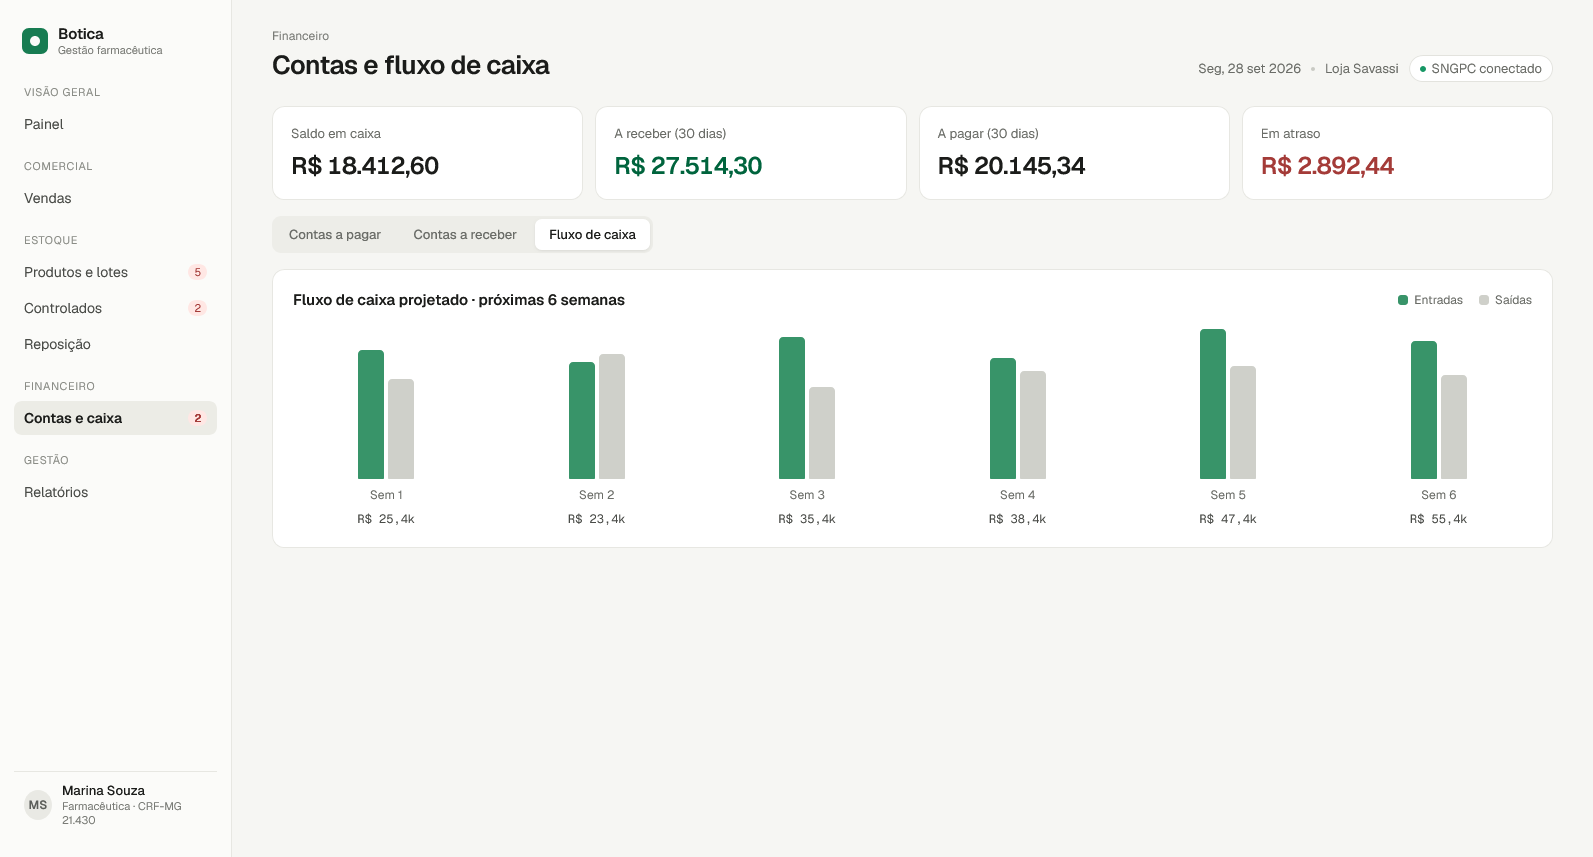 Botica
Gestão farmacêutica
VISÃO GERAL
Painel
COMERCIAL
Vendas
ESTOQUE
Produtos e lotes 5
Controlados 2
Reposição
FINANCEIRO
Contas e caixa 2
GESTÃO
Relatórios
MS
Marina Souza
Farmacêutica · CRF-MG
21.430
Financeiro
Contas e fluxo de caixa
Seg, 28 set 2026 • Loja Savassi
SNGPC conectado
Saldo em caixa
R$ 18.412,60
A receber (30 dias)
R$ 27.514,30
A pagar (30 dias)
R$ 20.145,34
Em atraso
R$ 2.892,44
Contas a pagar
Contas a receber
Fluxo de caixa
Fluxo de caixa projetado · próximas 6 semanas
Entradas
Saídas
Sem 1
R$ 25,4k
Sem 2
R$ 23,4k
Sem 3
R$ 35,4k
Sem 4
R$ 38,4k
Sem 5
R$ 47,4k
Sem 6
R$ 55,4k